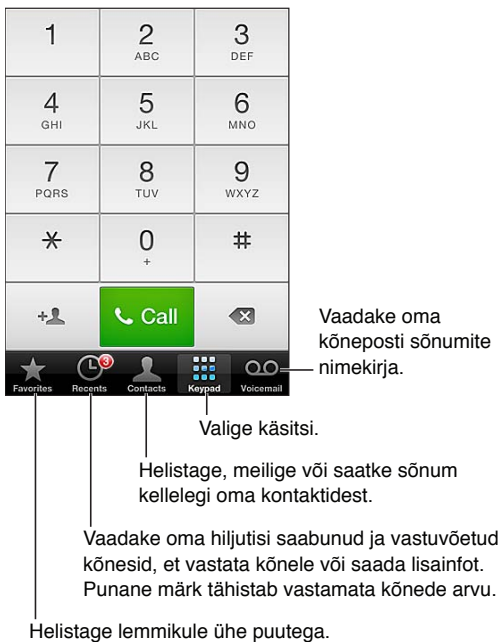 1 2 3
ABC DEF
4 5 6
GHI JKL MNO
7 8 9
PQRS TUV WXYZ
* 0 #
+
+ Call
Favorites Recents 3 Contacts Keypad Voicemail
Vaadake oma
kõneposti sõnumite
nimekirja.
Valige käsitsi.
Helistage, meilige või saatke sõnum
kellelegi oma kontaktidest.
Vaadake oma hiljutisi saabunud ja vastuvõetud
kõnesid, et vastata kõnele või saada lisainfot.
Punane märk tähistab vastamata kõnede arvu.
Helistage lemmikule ühe puutega.